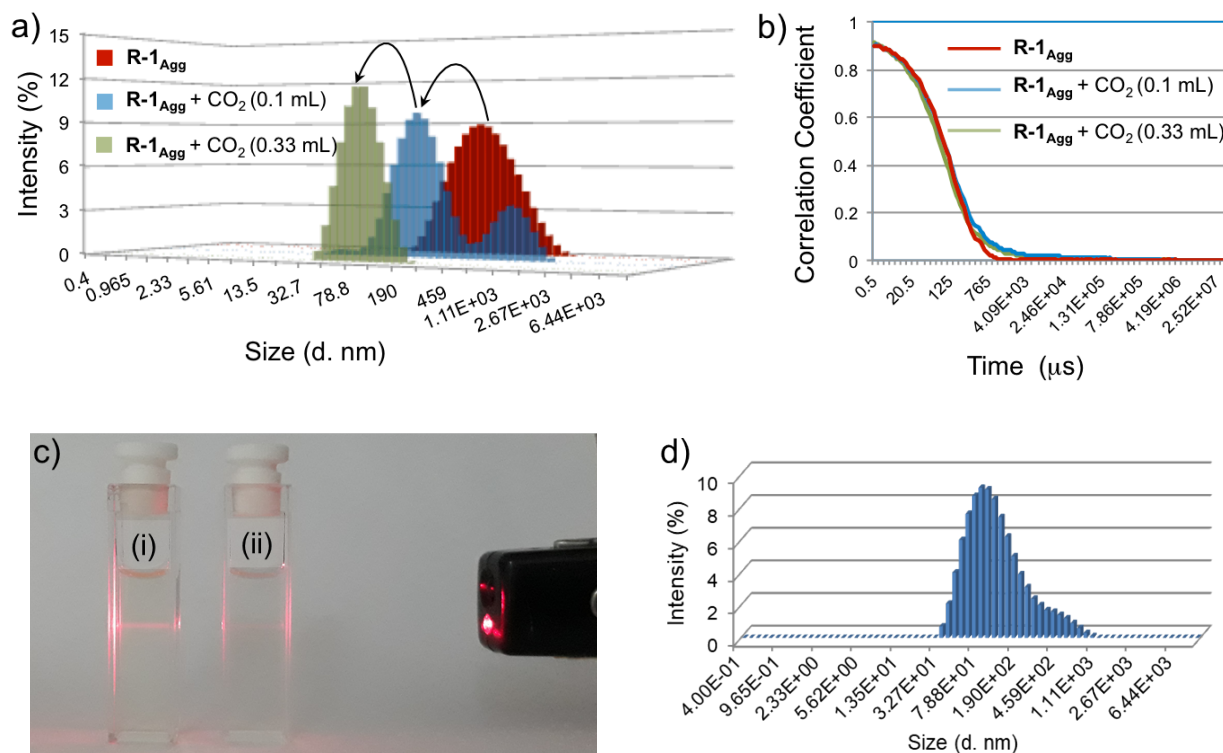 a)
15
12
9
6
3
0
Intensity (%)
R-1Agg
R-1Agg + CO2 (0.1 mL)
R-1Agg + CO2 (0.33 mL)
0.4
0.965
2.33
5.61
13.5
32.7
78.8
190
459
1.11E+03
2.67E+03
6.44E+03
Size (d. nm)
b)
1
0.8
0.6
0.4
0.2
0
Correlation Coefficient
R-1Agg
R-1Agg + CO2 (0.1 mL)
R-1Agg + CO2 (0.33 mL)
0.5
20.5
125
765
4.09E+03
2.46E+04
1.31E+05
7.86E+05
4.19E+06
2.52E+07
Time (μs)
c)
(i)
(ii)
d)
10
8
6
4
2
0
Intensity (%)
4.00E-01
9.65E-01
2.33E+00
5.62E+00
1.35E+01
3.27E+01
7.88E+01
1.90E+02
4.59E+02
1.11E+03
2.67E+03
6.44E+03
Size (d. nm)